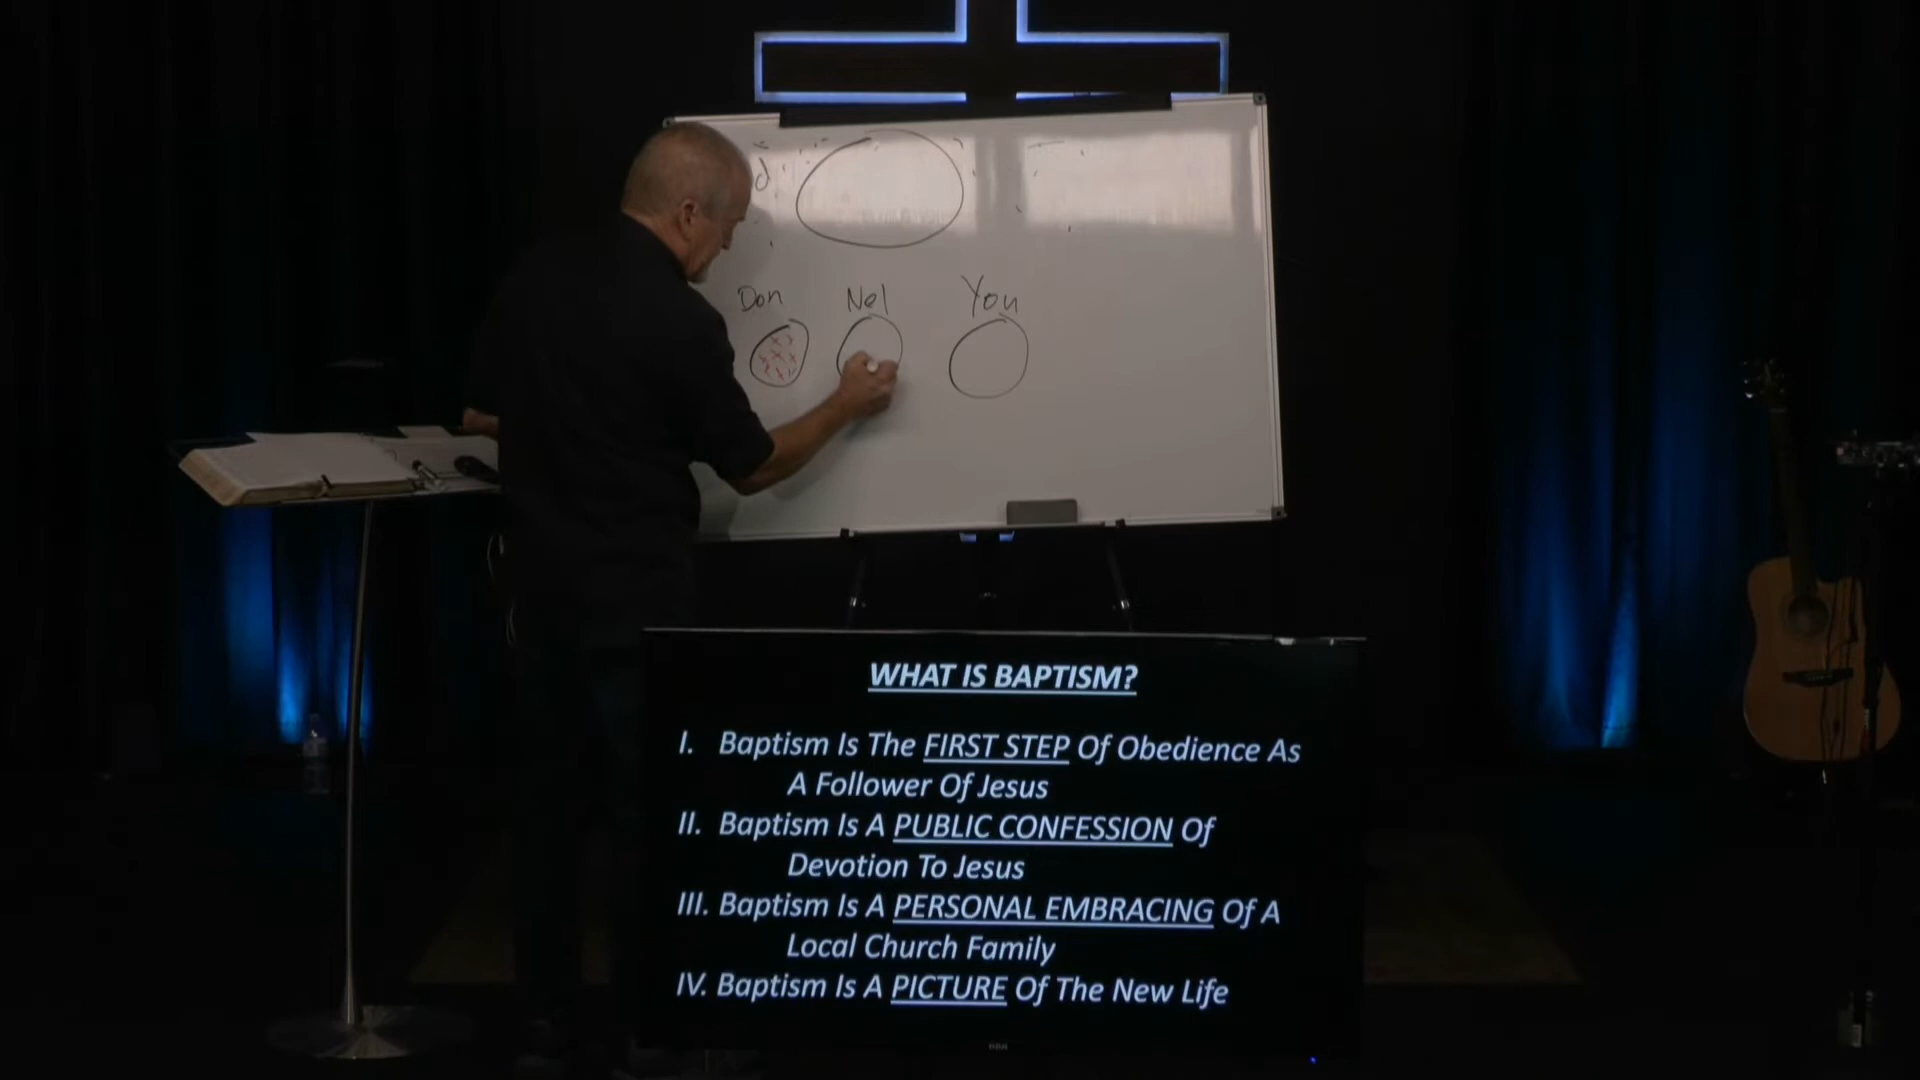 Don Nel You
WHAT IS BAPTISM?
I. Baptism Is The FIRST STEP Of Obedience As
A Follower Of Jesus
II. Baptism Is A PUBLIC CONFESSION Of
Devotion To Jesus
III. Baptism Is A PERSONAL EMBRACING Of A
Local Church Family
IV. Baptism Is A PICTURE Of The New Life